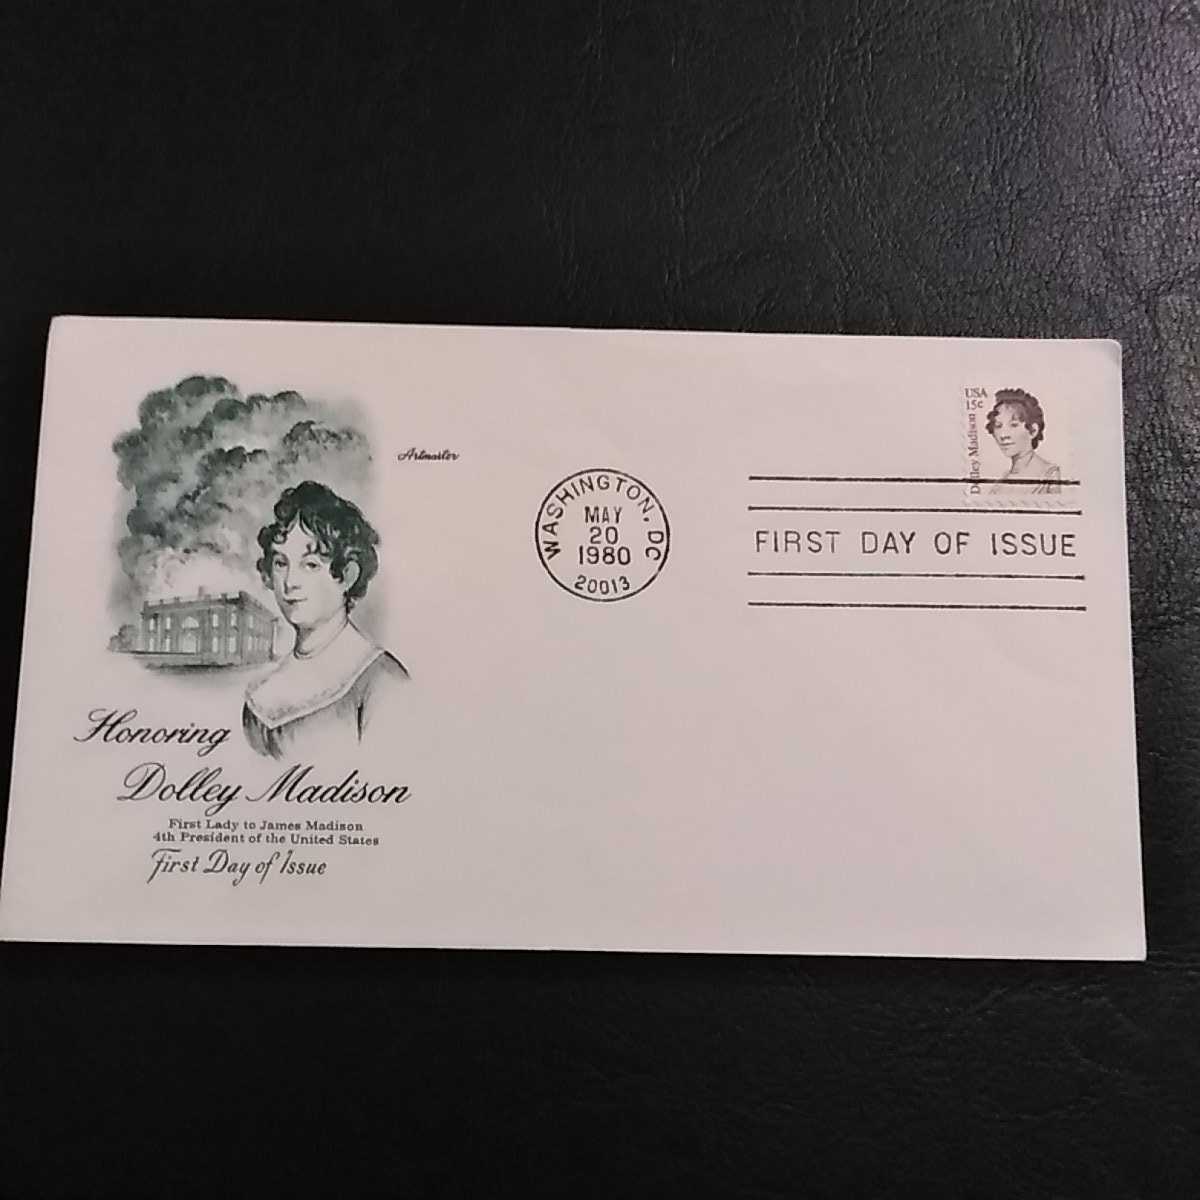 Artmaster
USA
15c
Dolley Madison
WASHINGTON, DC
MAY
20
1980
20013
FIRST DAY OF ISSUE
Honoring
Dolley Madison
First Lady to James Madison
4th President of the United States
First Day of Issue